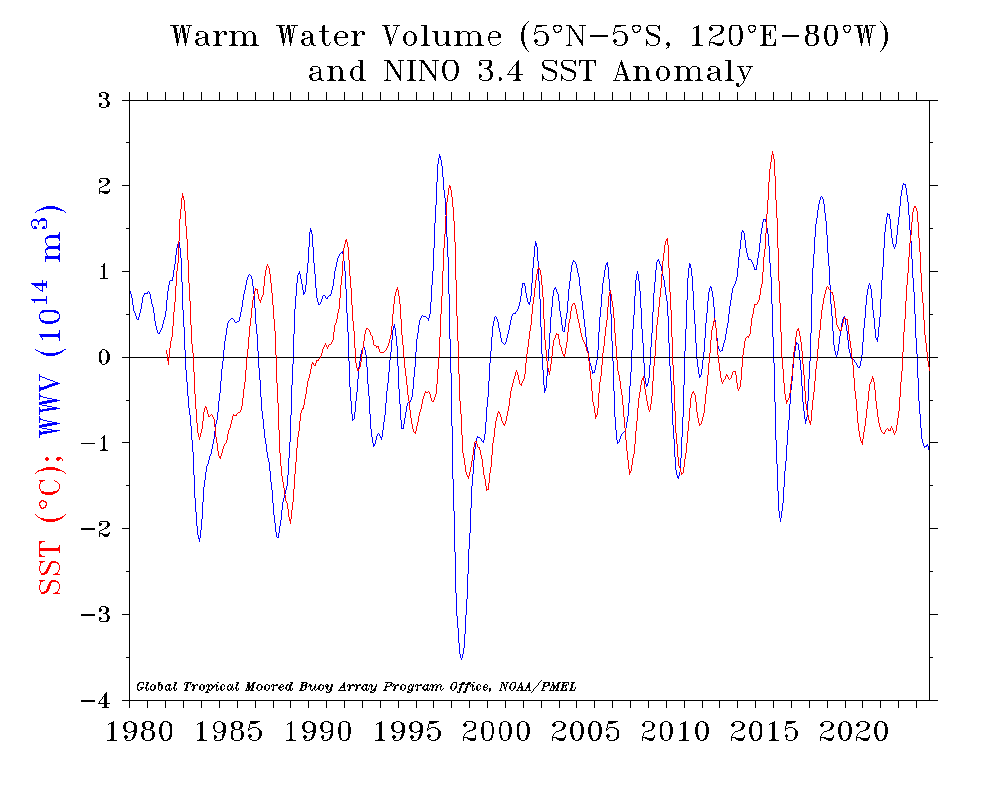 Warm Water Volume (5°N−5°S, 120°E−80°W)
and NINO 3.4 SST Anomaly
SST (°C); WWV (10¹⁴ m³)
3
2
1
0
−1
−2
−3
−4
Global Tropical Moored Buoy Array Program Office, NOAA/PMEL
1980 1985 1990 1995 2000 2005 2010 2015 2020